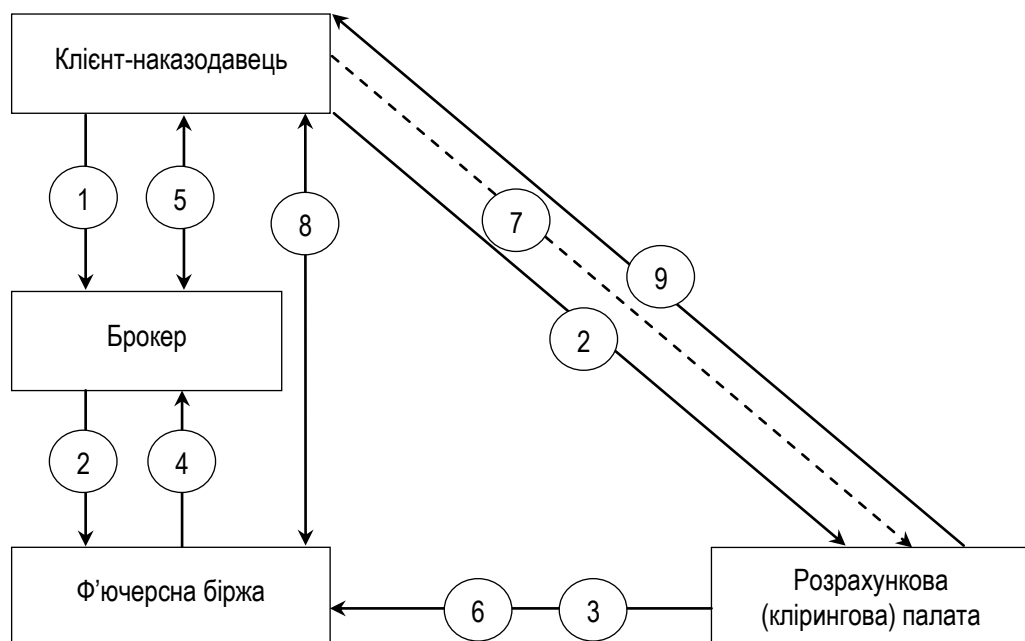 Клієнт-наказодавець
1
5
8
7
9
2
Брокер
2
4
Ф’ючерсна біржа
6
3
Розрахункова
(клірингова) палата